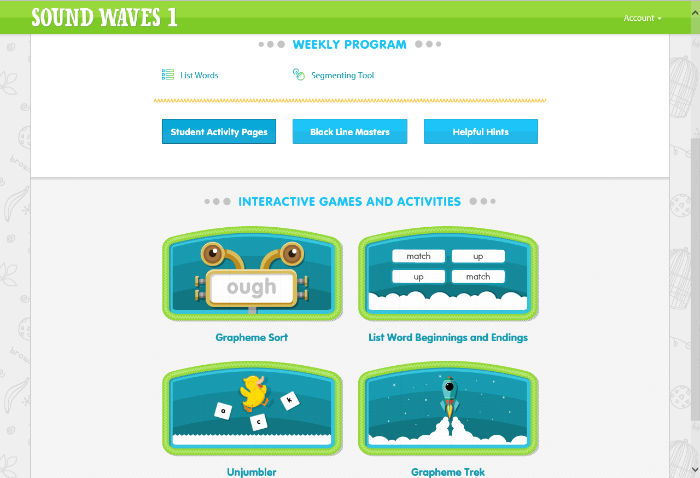 SOUND WAVES 1
Account
WEEKLY PROGRAM
List Words
Segmenting Tool
Student Activity Pages
Black Line Masters
Helpful Hints
INTERACTIVE GAMES AND ACTIVITIES
ough
match
up
up
match
Grapheme Sort
List Word Beginnings and Endings
a
c
k
Unjumbler
Grapheme Trek